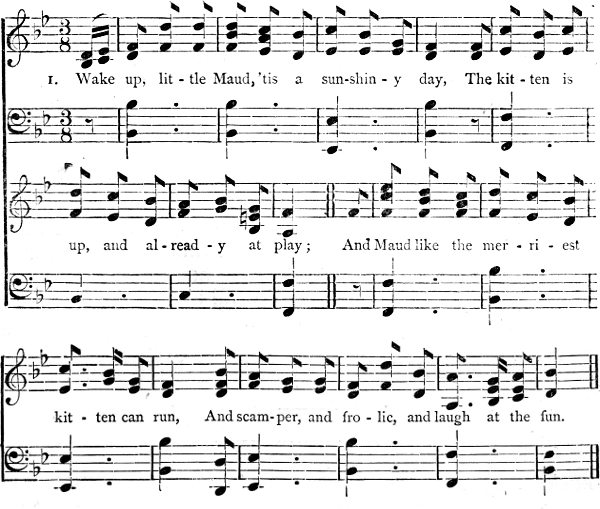 3 8
1. Wake up, lit - tle Maud, 'tis a sun-shin - y day, The kit - ten is
3 8
up, and al-read - y at play; And Maud like the mer - ri - est
kit - ten can run, And scam-per, and fro - lic, and laugh at the fun.